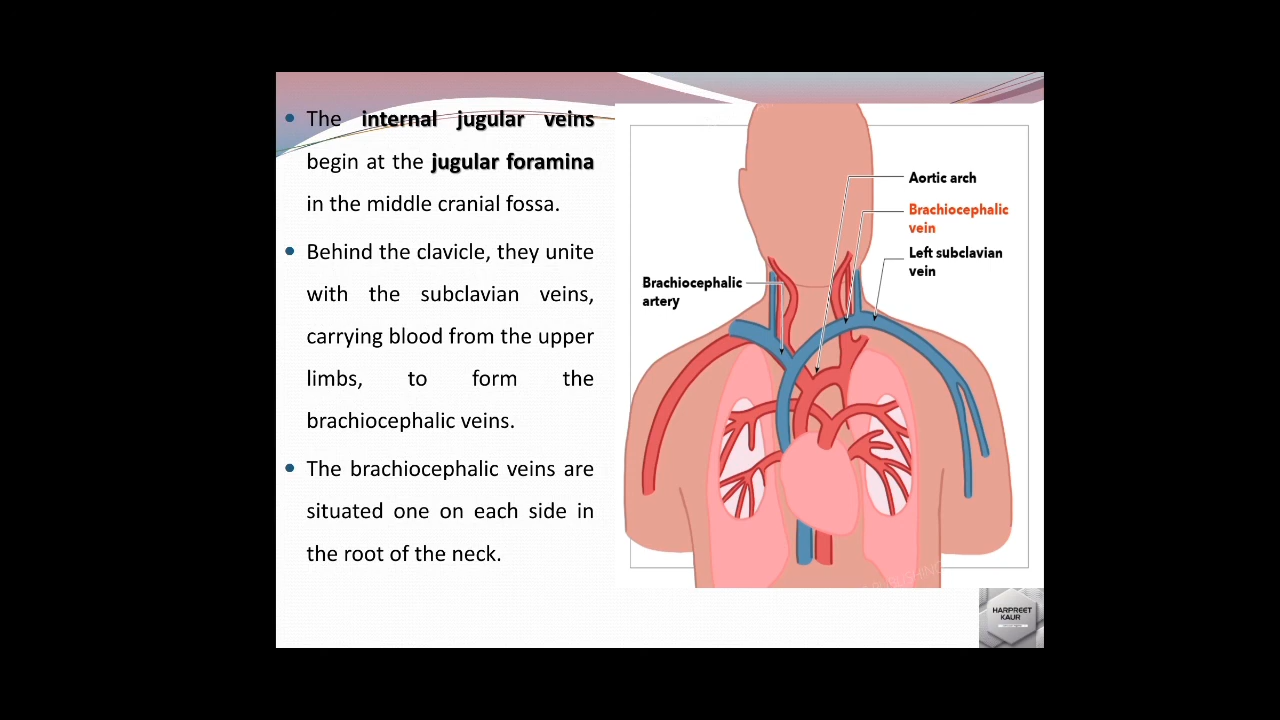 The internal jugular veins
begin at the jugular foramina
in the middle cranial fossa.
Behind the clavicle, they unite
with the subclavian veins,
carrying blood from the upper
limbs, to form the
brachiocephalic veins.
The brachiocephalic veins are
situated one on each side in
the root of the neck.
Aortic arch
Brachiocephalic
vein
Left subclavian
vein
Brachiocephalic
artery
HARPREET
KAUR